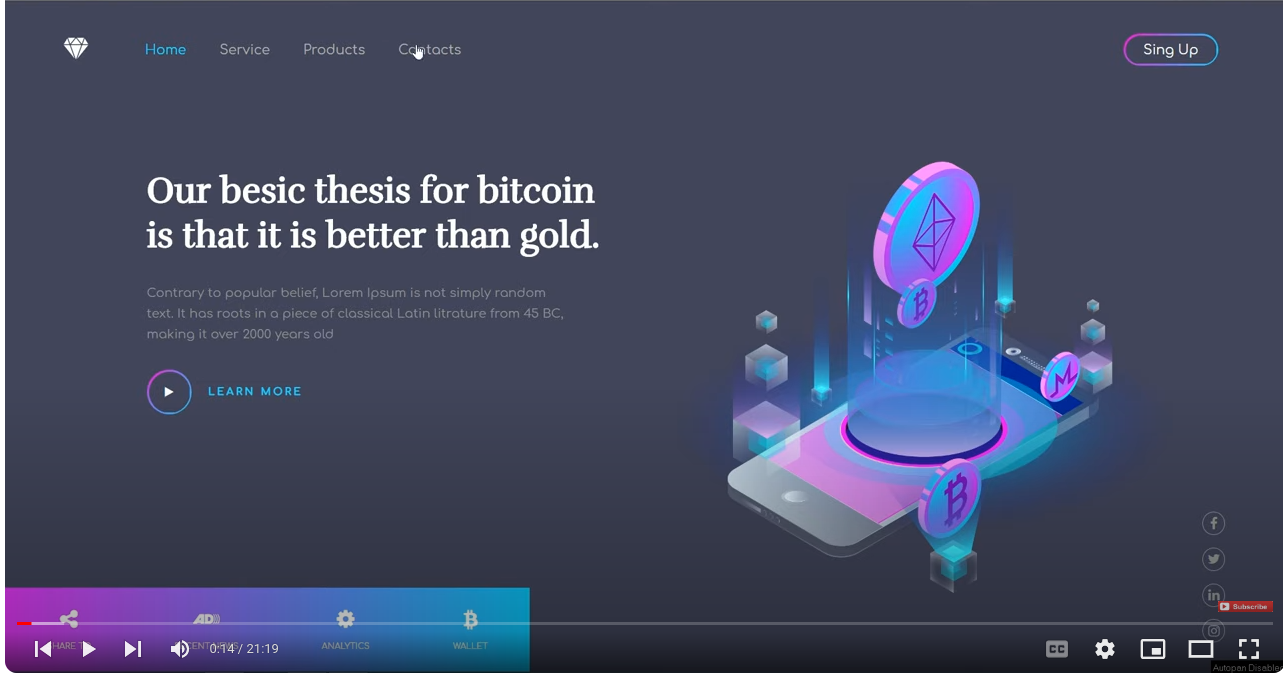 Home Service Products Contacts Sing Up
Our besic thesis for bitcoin
is that it is better than gold.
Contrary to popular belief, Lorem Ipsum is not simply random
text. It has roots in a piece of classical Latin litrature from 45 BC,
making it over 2000 years old
LEARN MORE
in
Subscribe
AD
ANALYTICS WALLET
0:14 / 21:19
CC
Autopan Disabled